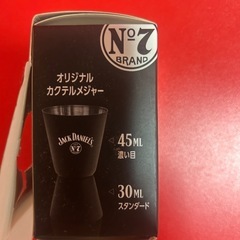 Nº7
BRAND
オリジナル
カクテルメジャー
JACK DANIEL'S
Nº7
45ML
濃い目
30ML
スタンダード